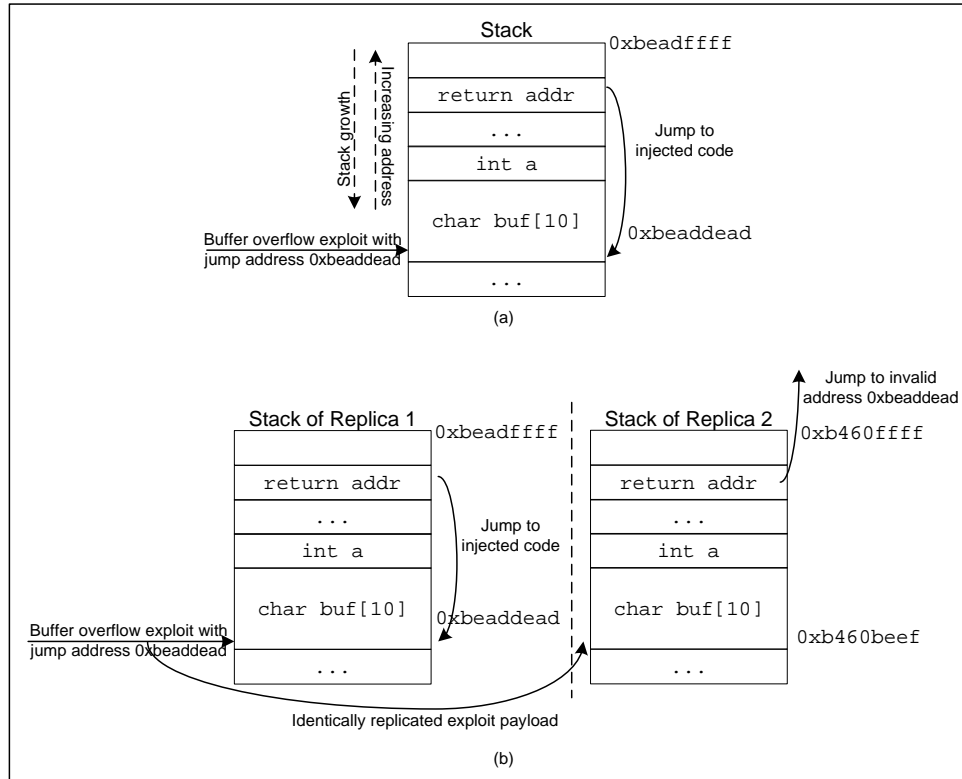 Stack
0xbeadffff
Stack growth
Increasing address
return addr
...
int a
char buf[10]
...
Jump to
injected code
0xbeaddead
Buffer overflow exploit with
jump address 0xbeaddead
(a)
Stack of Replica 1
0xbeadffff
return addr
...
int a
char buf[10]
...
Jump to
injected code
0xbeaddead
Buffer overflow exploit with
jump address 0xbeaddead
Identically replicated exploit payload
Stack of Replica 2
Jump to invalid
address 0xbeaddead
0xb460ffff
return addr
...
int a
char buf[10]
...
0xb460beef
(b)